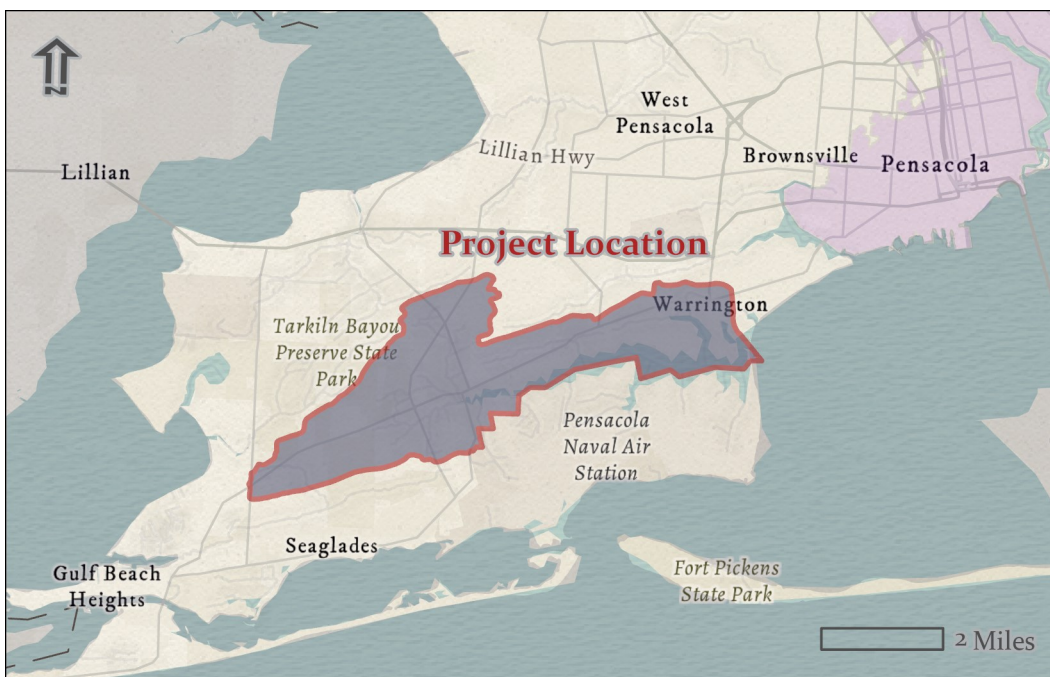 N
West
Pensacola
Lillian Hwy
Brownsville
Pensacola
Lillian
Project Location
Warrington
Tarkiln Bayou
Preserve State
Park
Pensacola
Naval Air
Station
Seaglades
Gulf Beach
Heights
Fort Pickens
State Park
2 Miles